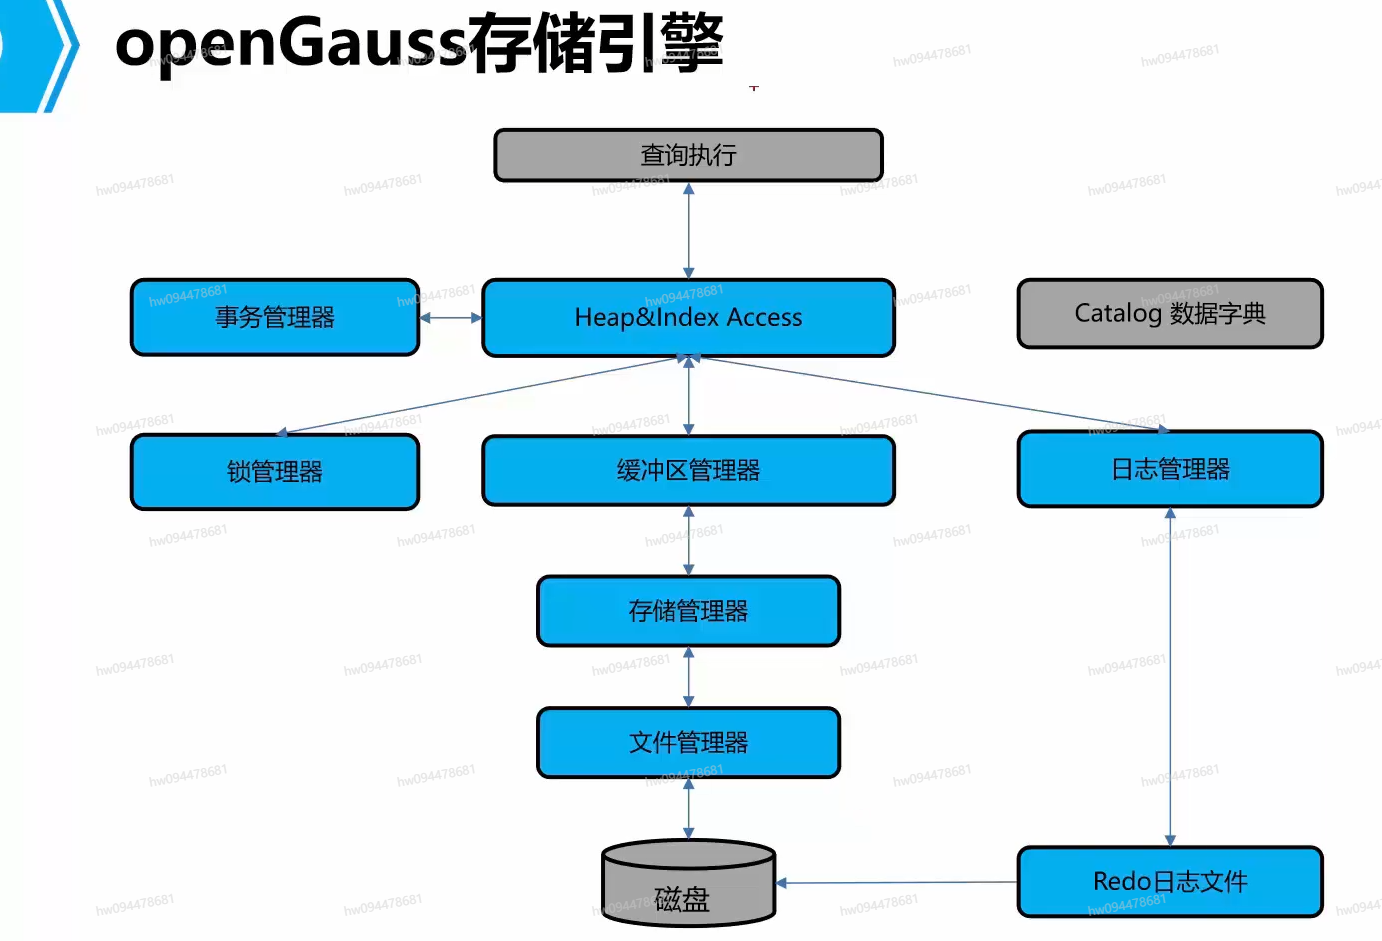 openGauss存储引擎
hw094478681
查询执行
事务管理器
Heap&Index Access
Catalog 数据字典
锁管理器
缓冲区管理器
日志管理器
存储管理器
文件管理器
磁盘
Redo日志文件